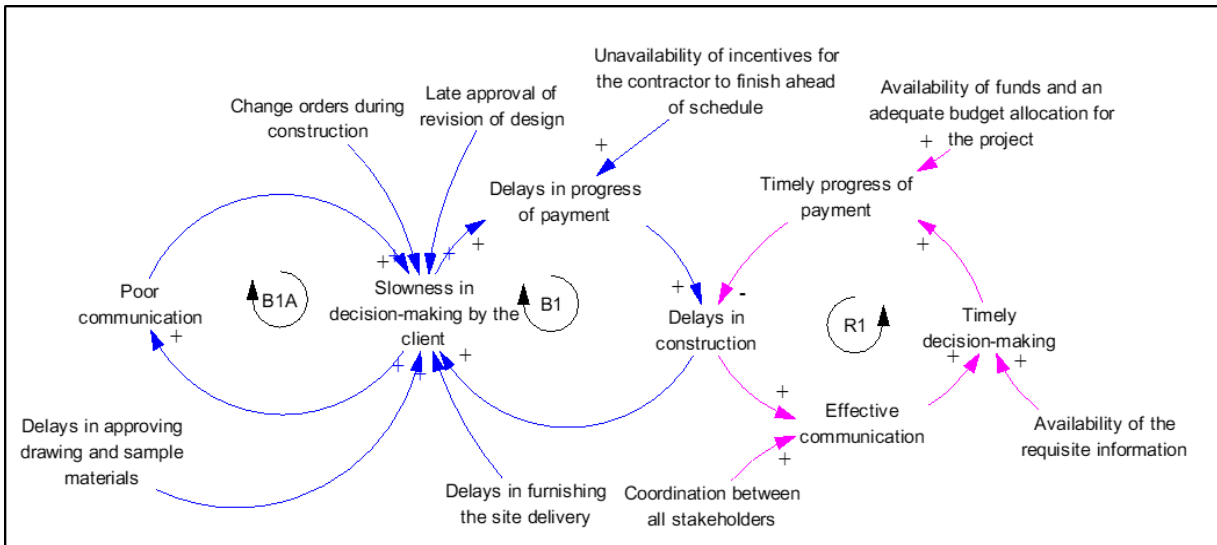 Unavailability of incentives for
the contractor to finish ahead
of schedule
Availability of funds and an
adequate budget allocation for
the project
Change orders during
construction
Late approval of
revision of design
+
+
Delays in progress
of payment
Timely progress of
payment
+
+
+
+
+
+
-
+
Poor
communication
B1A
Slowness in
decision-making by the
client
B1
Delays in
construction
R1
Timely
decision-making
+
+
+
+
+
+
+
+
Effective
communication
Delays in approving
drawing and sample
materials
Availability of the
requisite information
+
Delays in furnishing
the site delivery
Coordination between
all stakeholders